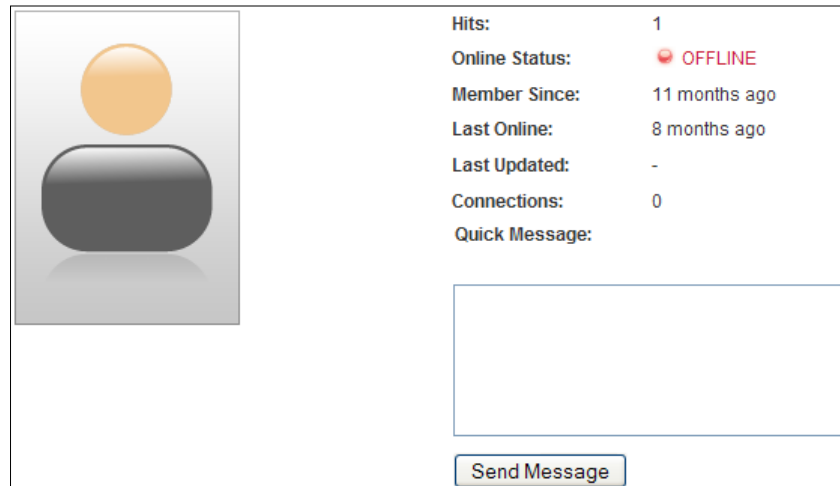 Hits: 1
Online Status: OFFLINE
Member Since: 11 months ago
Last Online: 8 months ago
Last Updated: -
Connections: 0
Quick Message:
Send Message